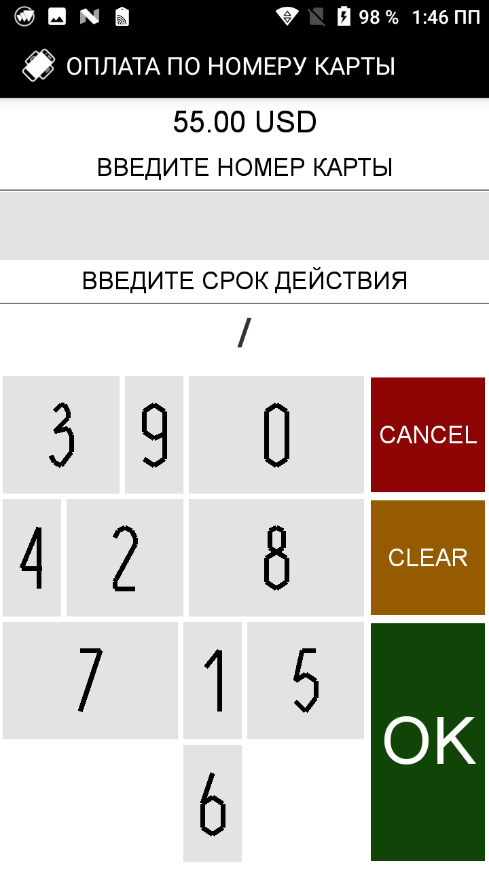 98 % 1:46 ПП
ОПЛАТА ПО НОМЕРУ КАРТЫ
55.00 USD
ВВЕДИТЕ НОМЕР КАРТЫ
ВВЕДИТЕ СРОК ДЕЙСТВИЯ
/
3 9 0 CANCEL
4 2 8 CLEAR
7 1 5 OK
6